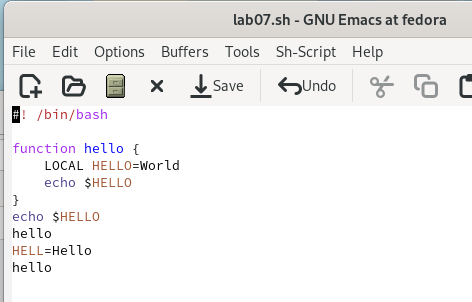 lab07.sh - GNU Emacs at fedora
File Edit Options Buffers Tools Sh-Script Help
Save Undo
#! /bin/bash
function hello {
    LOCAL HELLO=World
    echo $HELLO
}
echo $HELLO
hello
HELL=Hello
hello